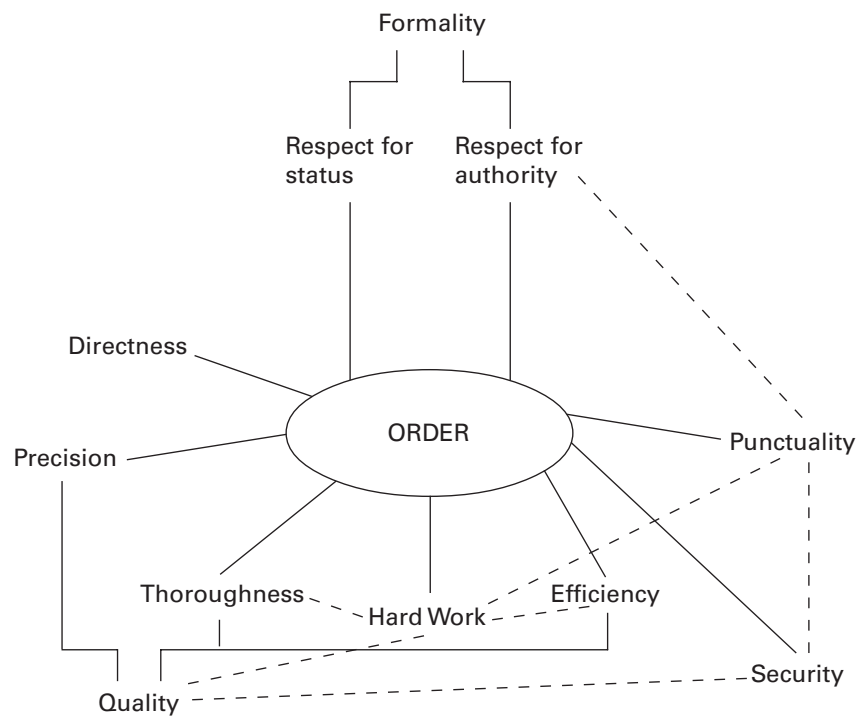 Formality
Respect for
status
Respect for
authority
Directness
ORDER
Punctuality
Precision
Thoroughness
Hard Work
Efficiency
Security
Quality